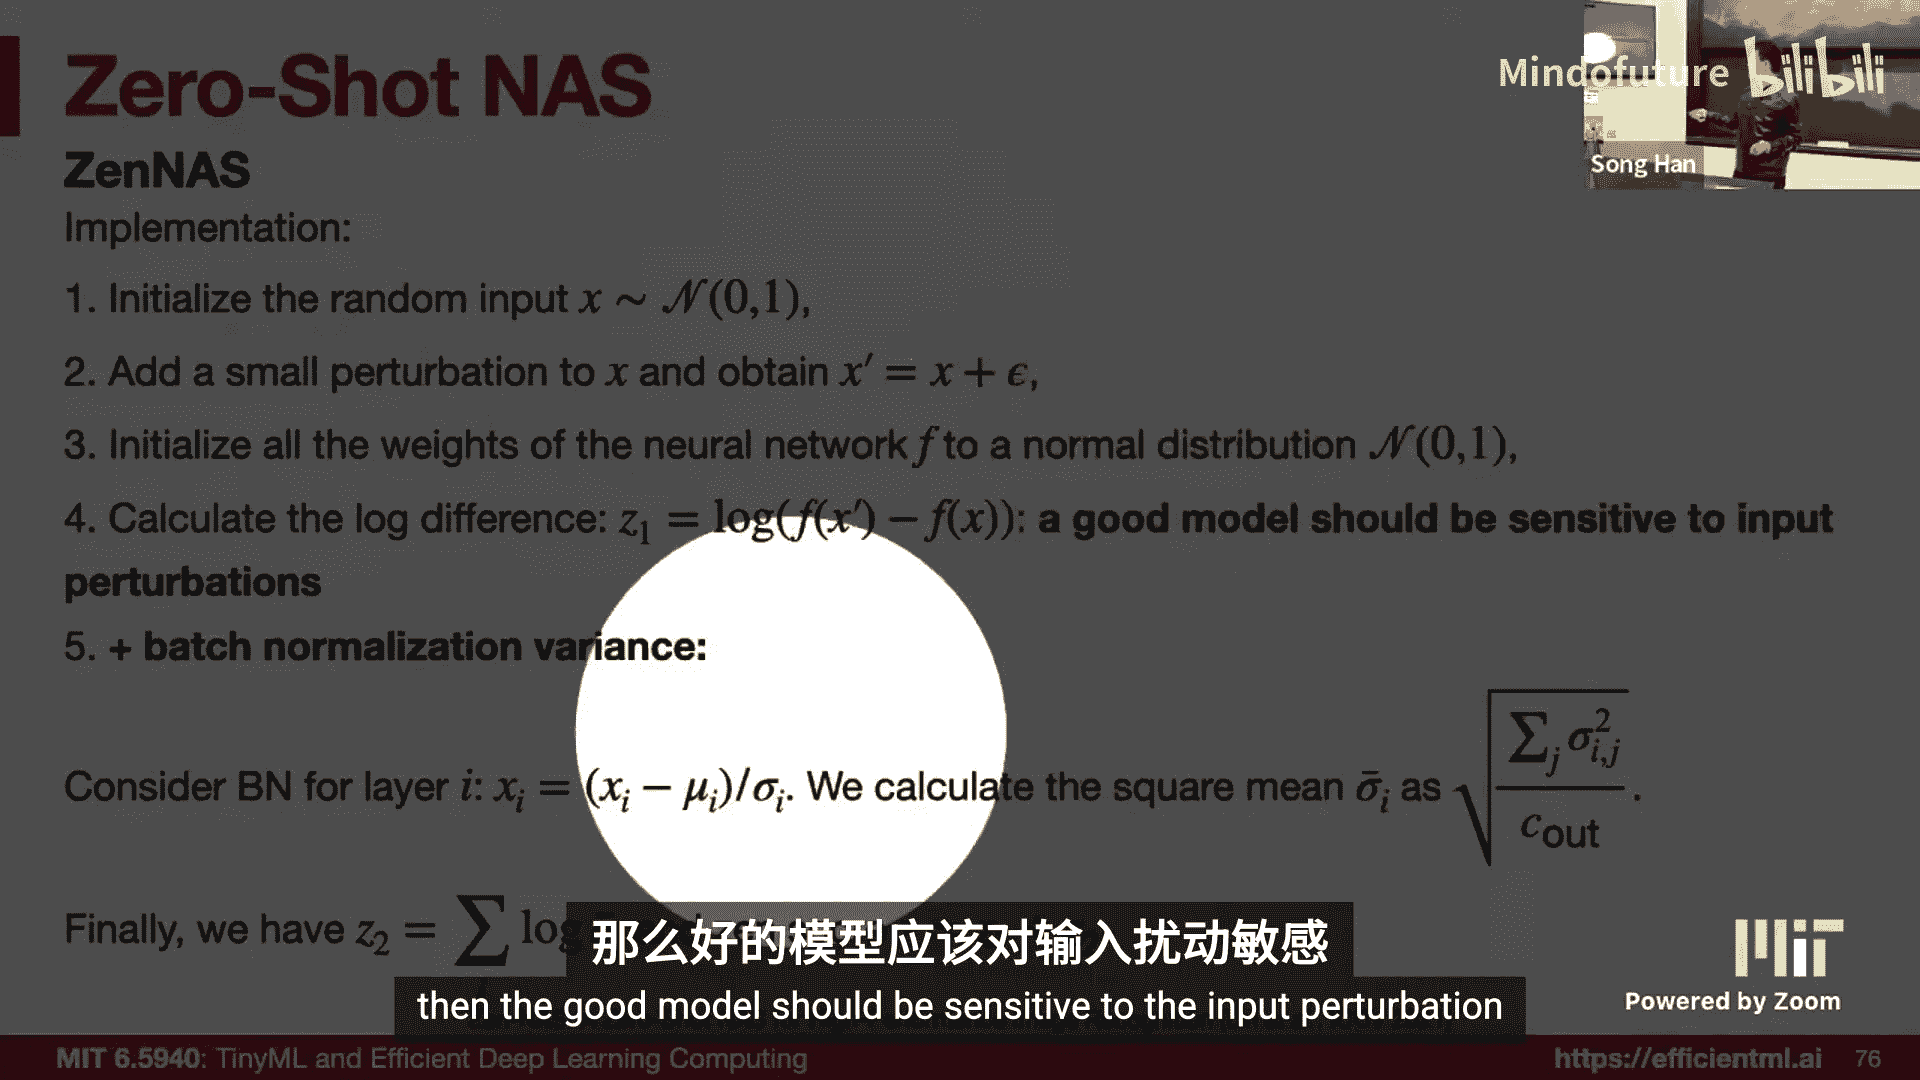 Zero-Shot NAS
Mindofuture bilibili
Song Han
ZenNAS
Implementation:
1. Initialize the random input x ∼ 𝒩(0,1),
2. Add a small perturbation to x and obtain x′ = x + ϵ,
3. Initialize all the weights of the neural network f to a normal distribution 𝒩(0,1),
4. Calculate the log difference: z₁ = log(f(x′) − f(x)): a good model should be sensitive to input
perturbations
5. + batch normalization variance:
Consider BN for layer i: xᵢ = (xᵢ − μᵢ)/σᵢ. We calculate the square mean σ̄ᵢ as √(∑ⱼ σ²ᵢ,ⱼ / c_out).
Finally, we have z₂ = ∑ log
那么好的模型应该对输入扰动敏感
then the good model should be sensitive to the input perturbation
MIT
Powered by Zoom
MIT 6.5940: TinyML and Efficient Deep Learning Computing
https://efficientml.ai 76